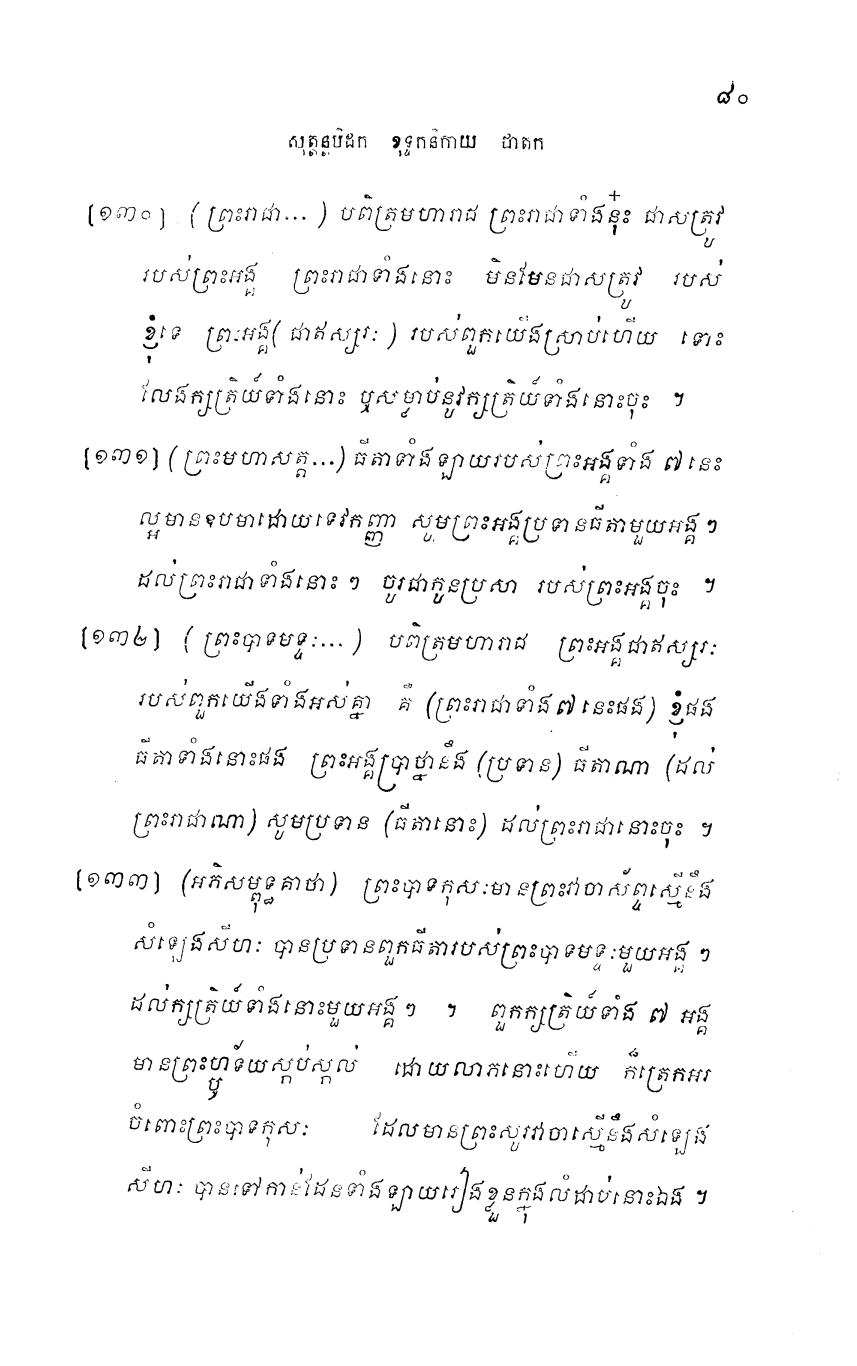 ៨០
សុត្តន្តបិដក ខុទ្ទកនិកាយ ជាតក
[១៣០] (ព្រះរាជា...) បពិត្រមហារាជ ព្រះរាជាទាំងនុ៎ះ ជាសត្រូវ
របស់ព្រះអង្គ ព្រះរាជាទាំងនោះ មិនមែនជាសត្រូវ របស់
ខ្ញុំទេ ព្រះអង្គ(ជាឥស្សរៈ) របស់ពួកយើងស្រាប់ហើយ ទោះ
លែងក្សត្រិយ៍ទាំងនោះ ឬសម្លាប់នូវក្សត្រិយ៍ទាំងនោះចុះ ។
[១៣១] (ព្រះមហាសត្ត...) ធីតាទាំងឡាយរបស់ព្រះអង្គទាំង ៧ នេះ
ល្អមានឧបមាដោយទេវកញ្ញា សូមព្រះអង្គប្រទានធីតាមួយអង្គ ៗ
ដល់ព្រះរាជាទាំងនោះ ៗ ចូរជាកូនប្រសា របស់ព្រះអង្គចុះ ។
[១៣២] (ព្រះបាទមទ្ទៈ...) បពិត្រមហារាជ ព្រះអង្គជាឥស្សរៈ
របស់ពួកយើងទាំងអស់គ្នា គឺ (ព្រះរាជាទាំង៧ នេះផង) ខ្ញុំផង
ធីតាទាំងនោះផង ព្រះអង្គប្រាថ្នានឹង (ប្រទាន) ធីតាណា (ដល់
ព្រះរាជាណា) សូមប្រទាន (ធីតានោះ) ដល់ព្រះរាជានោះចុះ ។
[១៣៣] (អភិសម្ពុទ្ធគាថា) ព្រះបាទកុសៈមានព្រះវាចាស័ព្ទស្មើនឹង
សំឡេងសីហៈ បានប្រទានពួកធីតារបស់ព្រះបាទមទ្ទៈមួយអង្គ ៗ
ដល់ក្សត្រិយ៍ទាំងនោះមួយអង្គ ៗ ។ ពួកក្សត្រិយ៍ទាំង ៧ អង្គ
មានព្រះហ្ឫទ័យស្កប់ស្កល់ ដោយលាភនោះហើយ ក៏ត្រេកអរ
ចំពោះព្រះបាទកុសៈ ដែលមានព្រះសូរវាចាស្មើនឹងសំឡេង
សីហៈ បានទៅកាន់ដែនទាំងឡាយរៀងខ្លួនក្នុងលំដាប់នោះឯង ។